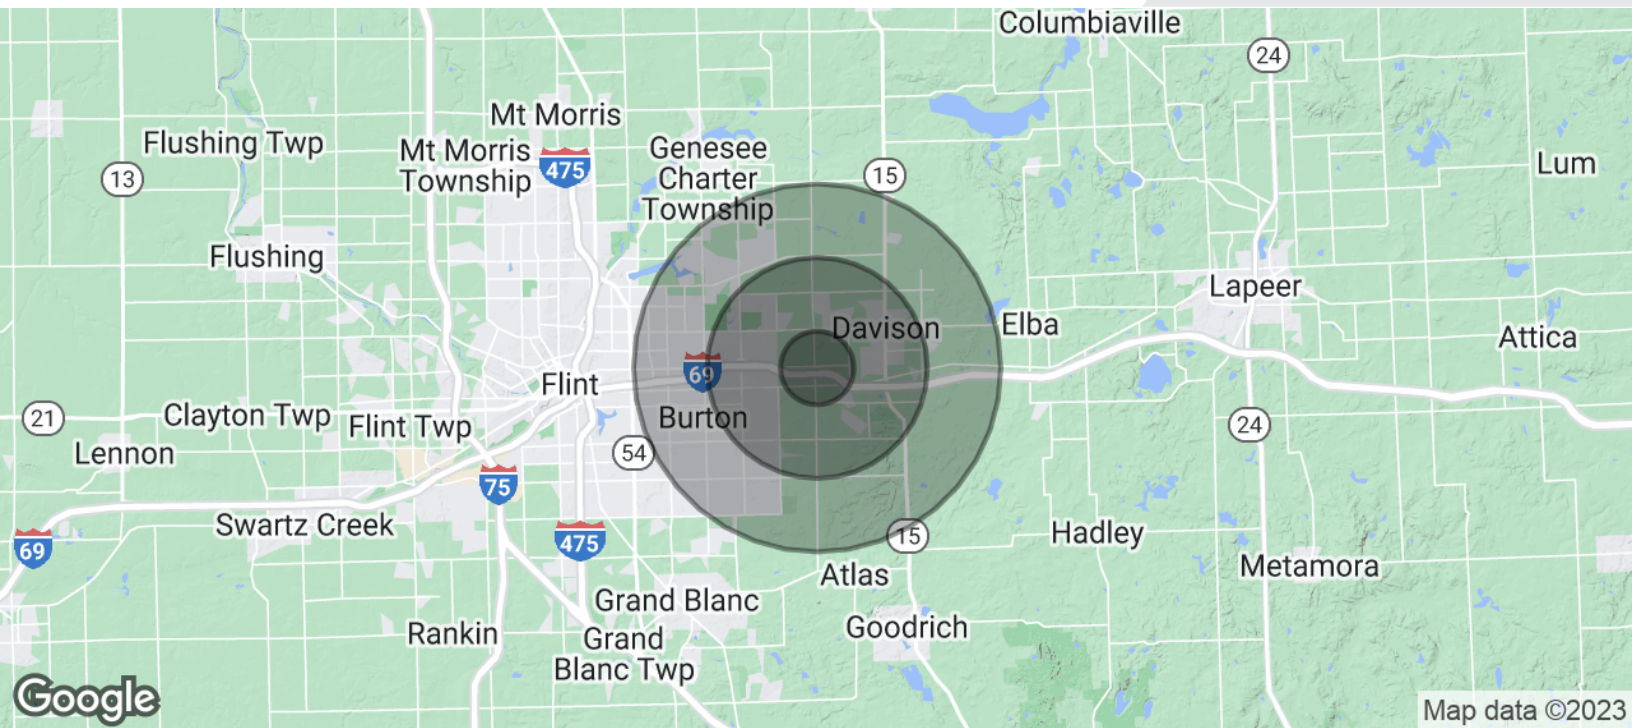 Columbiaville
24
Mt Morris
Flushing Twp
Mt Morris
Township
475
Genesee
Charter
Township
15
Lum
13
Flushing
Lapeer
Davison
Elba
Attica
69
Flint
Burton
21
Clayton Twp
Flint Twp
24
Lennon
54
75
Swartz Creek
475
15
Hadley
69
Metamora
Atlas
Grand Blanc
Goodrich
Rankin
Grand
Blanc Twp
Google
Map data ©2023